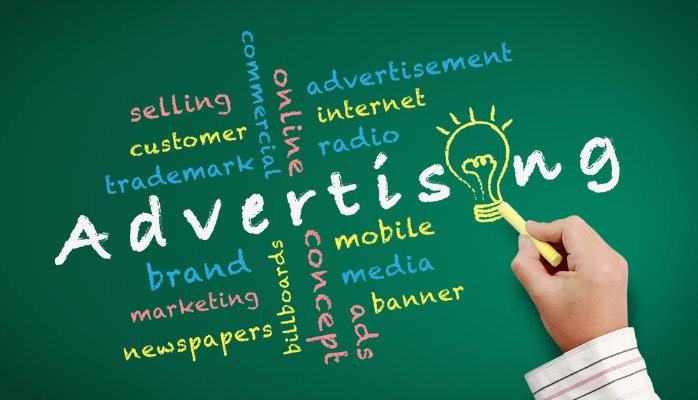 commercial
online
advertisement
selling
internet
customer
radio
trademark
Advertising
brand
billboards
concept
mobile
marketing
media
newspapers
ads
banner